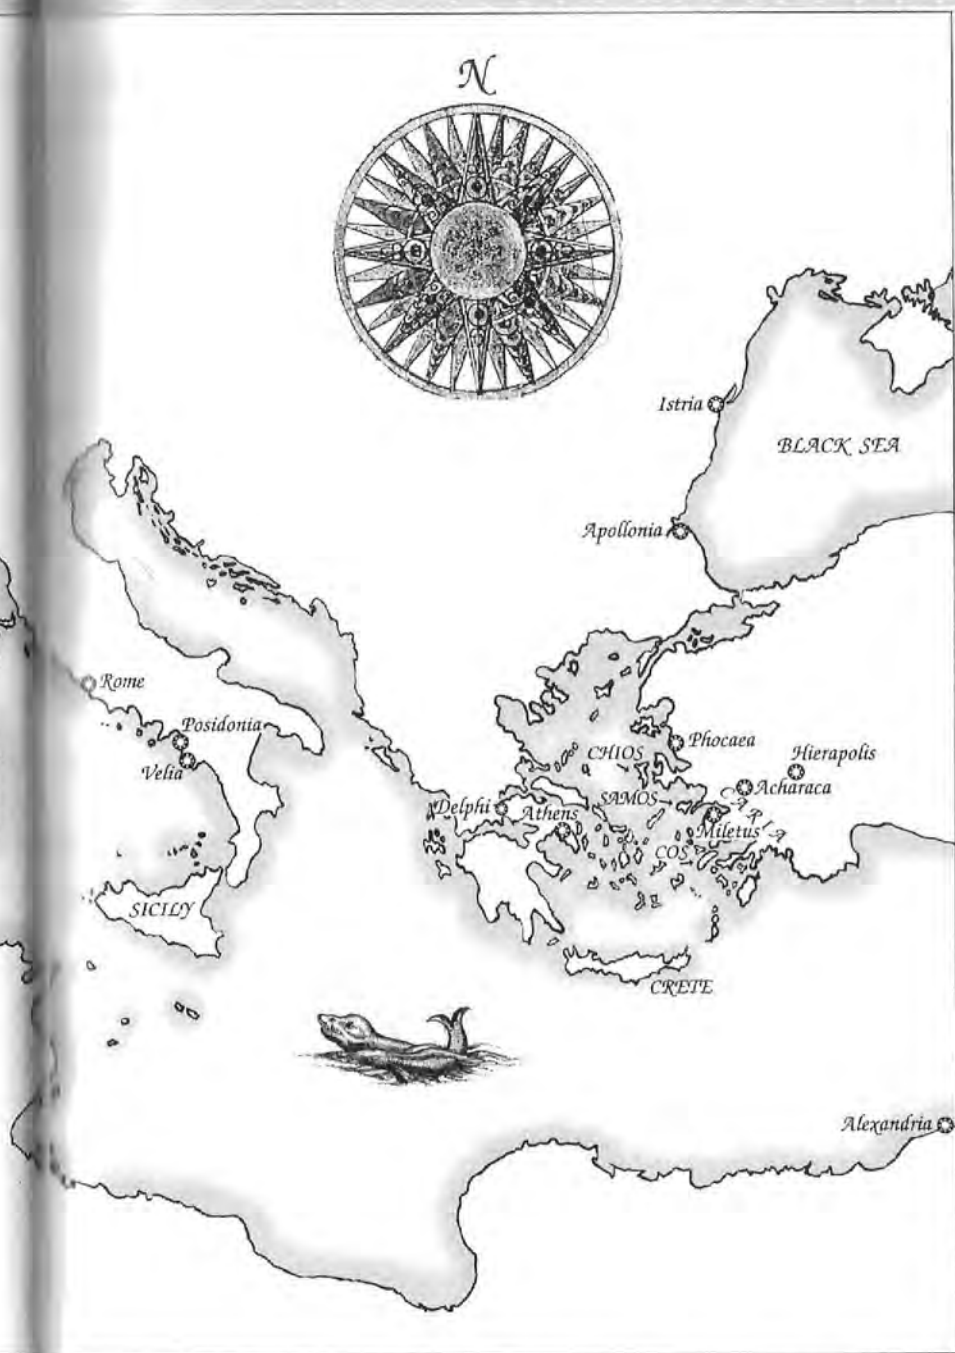 N
Istria
BLACK SEA
Apollonia
Rome
Posidonia
Velia
Phocaea
Hierapolis
CHIOS
Acharaca
SAMOS
CARIA
Delphi
Athens
Miletus
COS
SICILY
CRETE
Alexandria